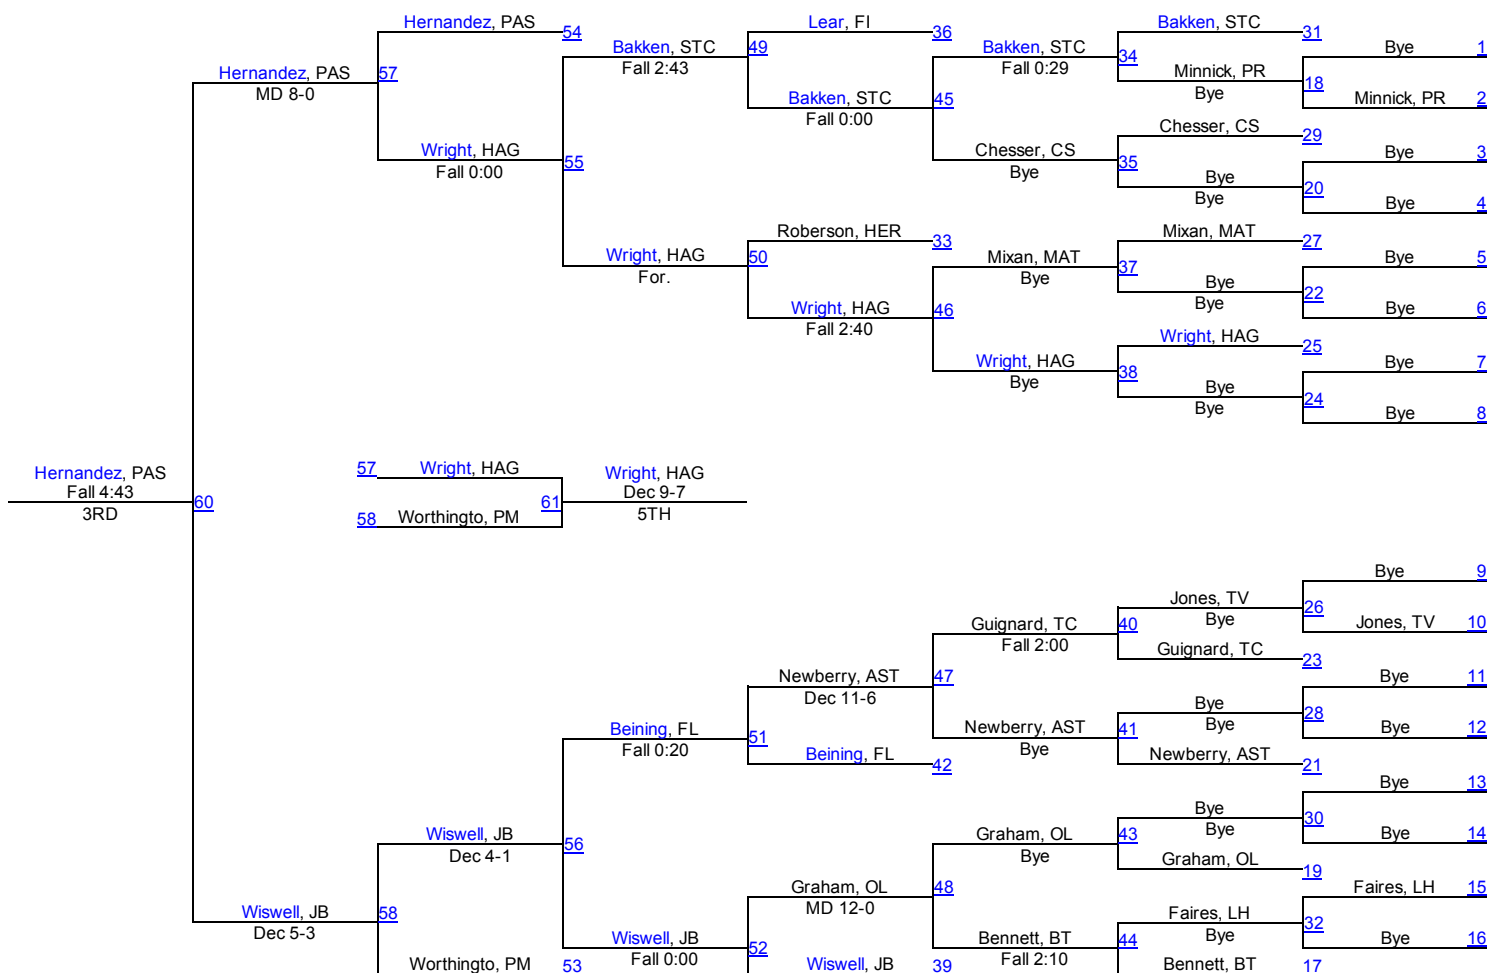 Hernandez, PAS 54 Lear, FI 36 Bakken, STC 31
Bakken, STC 49 Bakken, STC 34 Bye 1
Hernandez, PAS 57 Fall 2:43 Fall 0:29 Minnick, PR 18
MD 8-0 Bakken, STC 45 Bye Minnick, PR 2
Fall 0:00 Chesser, CS 29
Wright, HAG 55 Chesser, CS 35 Bye 3
Fall 0:00 Bye Bye 20
Bye Bye 4
Roberson, HER 33 Mixan, MAT 27
Wright, HAG 50 Mixan, MAT 37 Bye 5
For. Bye Bye 22
Wright, HAG 46 Bye Bye 6
Fall 2:40 Wright, HAG 25
Wright, HAG 38 Bye 7
Bye Bye 24
Bye Bye 8
Hernandez, PAS 57 Wright, HAG Wright, HAG
Fall 4:43 60 61 Dec 9-7
3RD 58 Worthingto, PM 5TH
Bye 9
Jones, TV 26
Guignard, TC 40 Bye Jones, TV 10
Fall 2:00 Guignard, TC 23
Newberry, AST 47 Bye 11
Dec 11-6 Bye 28
Beining, FL 51 Newberry, AST 41 Bye Bye 12
Fall 0:20 Beining, FL 42 Bye Newberry, AST 21
Bye 13
Bye 30
Wiswell, JB 56 Graham, OL 43 Bye Bye 14
Dec 4-1 Bye Graham, OL 19
Graham, OL 48 Faires, LH 15
Wiswell, JB 58 MD 12-0 Faires, LH 32
Dec 5-3 Wiswell, JB 52 Bennett, BT 44 Bye Bye 16
Worthingto, PM 53 Fall 0:00 Wiswell, JB 39 Fall 2:10 Bennett, BT 17